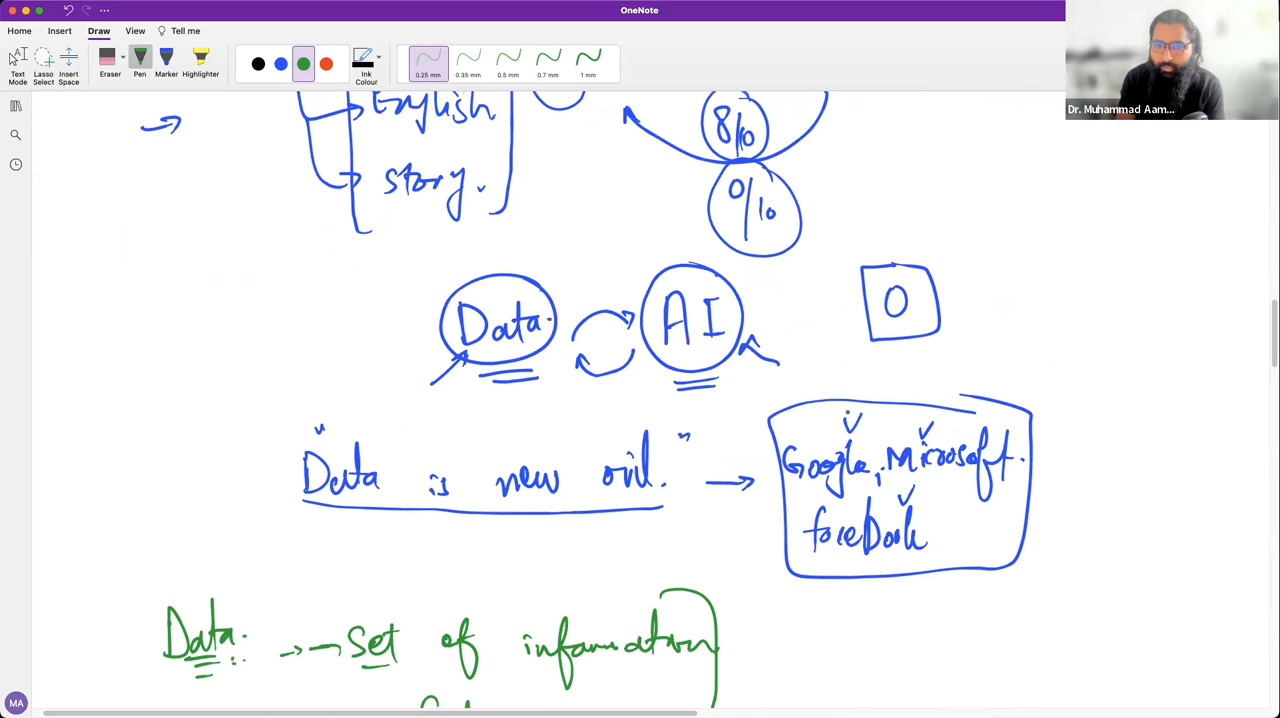 OneNote
Home Insert Draw View Tell me
Text Mode
Lasso Select
Insert Space
Eraser
Pen
Marker
Highlighter
Ink Colour
0.25 mm 0.35 mm 0.5 mm 0.7 mm 1 mm
Dr. Muhammad Aam...
English
story.
8/10
0/10
Data. AI
0
"Data is new oil."
Google, Microsoft.
facebook
Data. set of information
MA